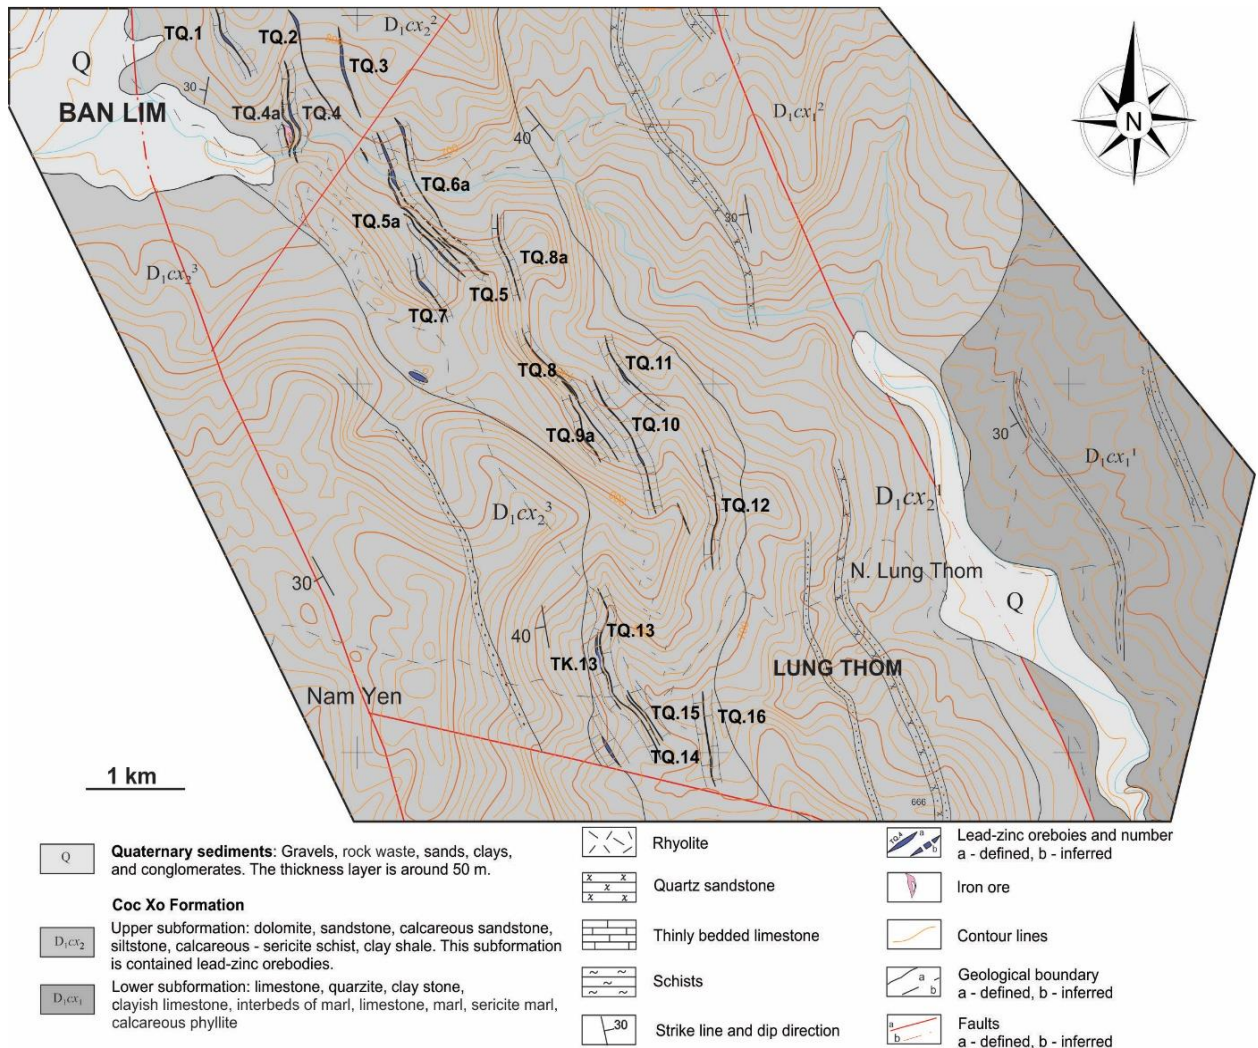 TQ.1
TQ.2
D₁cx₂²
Q
TQ.3
30
D₁cx₁²
BAN LIM
TQ.4a
TQ.4
40
N
TQ.6a
TQ.5a
30
D₁cx₂³
TQ.8a
TQ.5
TQ.7
TQ.11
TQ.8
TQ.10
TQ.9a
30
D₁cx₁¹
D₁cx₂³
TQ.12
D₁cx₂¹
N. Lung Thom
30
Q
40
TQ.13
TK.13
LUNG THOM
Nam Yen
TQ.15
TQ.16
TQ.14
1 km
666
Q
Quaternary sediments: Gravels, rock waste, sands, clays,
and conglomerates. The thickness layer is around 50 m.
Coc Xo Formation
D₁cx₂
Upper subformation: dolomite, sandstone, calcareous sandstone,
siltstone, calcareous - sericite schist, clay shale. This subformation
is contained lead-zinc orebodies.
D₁cx₁
Lower subformation: limestone, quarzite, clay stone,
clayish limestone, interbeds of marl, limestone, marl, sericite marl,
calcareous phyllite
Rhyolite
x x x x x
Quartz sandstone
Thinly bedded limestone
~ ~ ~ ~ ~
Schists
30
Strike line and dip direction
TQ.4 a b
Lead-zinc oreboies and number
a - defined, b - inferred
Iron ore
Contour lines
a b
Geological boundary
a - defined, b - inferred
a
b
Faults
a - defined, b - inferred